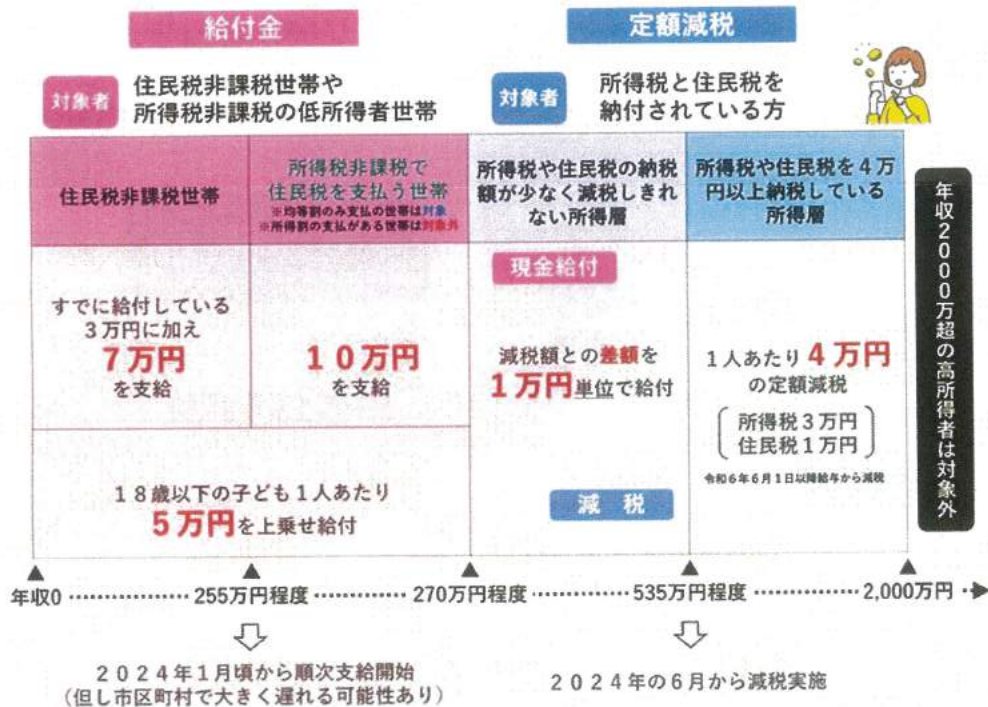 給付金
対象者
住民税非課税世帯や
所得税非課税の低所得者世帯
定額減税
対象者
所得税と住民税を
納付されている方
住民税非課税世帯
所得税非課税で
住民税を支払う世帯
※均等割のみ支払の世帯は対象
※所得割の支払がある世帯は対象外
所得税や住民税の納税
額が少なく減税しきれ
ない所得層
所得税や住民税を4万
円以上納税している
所得層
すでに給付している
3万円に加え
7万円
を支給
10万円
を支給
18歳以下の子ども1人あたり
5万円を上乗せ給付
現金給付
減税額との差額を
1万円単位で給付
減税
1人あたり4万円
の定額減税
所得税3万円
住民税1万円
令和6年6月1日以降給与から減税
年収2000万超の高所得者は対象外
年収0 255万円程度 270万円程度 535万円程度 2,000万円
2024年1月頃から順次支給開始
(但し市区町村で大きく遅れる可能性あり)
2024年の6月から減税実施